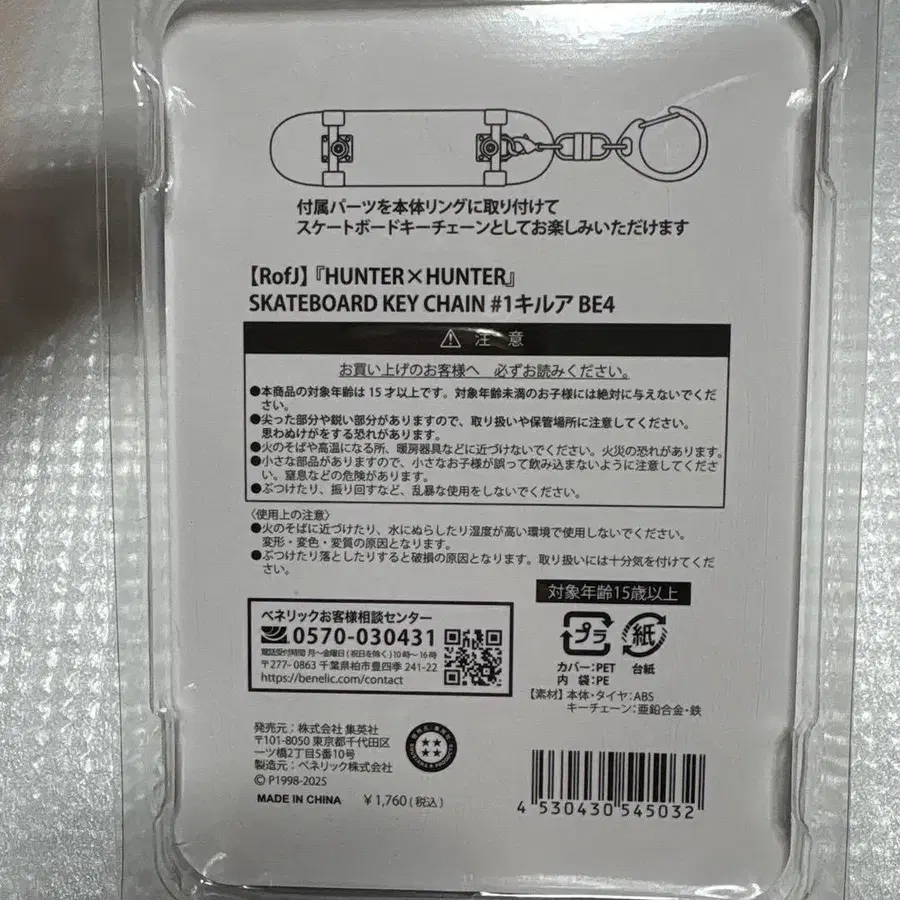 付属パーツを本体リングに取り付けて
スケートボードキーチェーンとしてお楽しみいただけます
【RofJ】『HUNTER×HUNTER』
SKATEBOARD KEY CHAIN #1キルア BE4
注 意
お買い上げのお客様へ 必ずお読みください。
●本商品の対象年齢は15才以上です。対象年齢未満のお子様には絶対に与えないでくだ
さい。
●尖った部分や鋭い部分がありますので、取り扱いや保管場所に注意してください。
思わぬけがをする恐れがあります。
●火のそばや高温になる所、暖房器具などに近づけないでください。火災の恐れがあります。
●小さな部品がありますので、小さなお子様が誤って飲み込まないように注意してくださ
い。窒息などの危険があります。
●ぶつけたり、振り回すなど、乱暴な使用をしないでください。
〈使用上の注意〉
●火のそばに近づけたり、水にぬらしたり湿度が高い環境で使用しないでください。
変形・変色・変質の原因となります。
●ぶつけたり落としたりすると破損の原因となります。取り扱いには十分気を付けてくだ
さい。
対象年齢15歳以上
ベネリックお客様相談センター
0570-030431
電話受付時間 月～金曜日(祝日を除く)10時～16時
〒277-0863 千葉県柏市豊四季 241-22
https://benelic.com/contact
プラ
紙
カバー:PET
内 袋:PE
台紙
【素材】本体・タイヤ:ABS
キーチェーン:亜鉛合金・鉄
発売元:株式会社 集英社
〒101-8050 東京都千代田区
一ツ橋2丁目5番10号
製造元:ベネリック株式会社
© P1998-2025
MADE IN CHINA ￥1,760(税込)
4 530430 545032